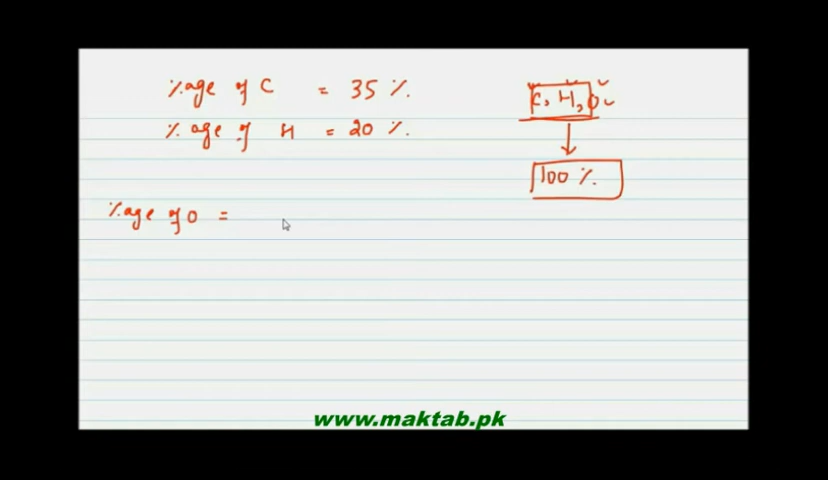 %age of C = 35 %.
%age of H = 20 %.
C, H, O
100 %.
%age of O =
www.maktab.pk